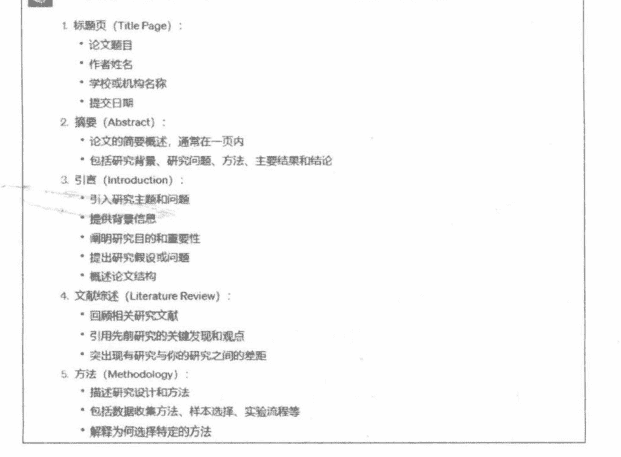 1. 标题页（Title Page）：
• 论文题目
• 作者姓名
• 学校或机构名称
• 提交日期
2. 摘要（Abstract）：
• 论文的简要概述，通常在一页内
• 包括研究背景、研究问题、方法、主要结果和结论
3. 引言（Introduction）：
• 引入研究主题和问题
• 提供背景信息
• 阐明研究目的和重要性
• 提出研究假设或问题
• 概述论文结构
4. 文献综述（Literature Review）：
• 回顾相关研究文献
• 引用先前研究的关键发现和观点
• 突出现有研究与你的研究之间的差距
5. 方法（Methodology）：
• 描述研究设计和方法
• 包括数据收集方法、样本选择、实验流程等
• 解释为何选择特定的方法